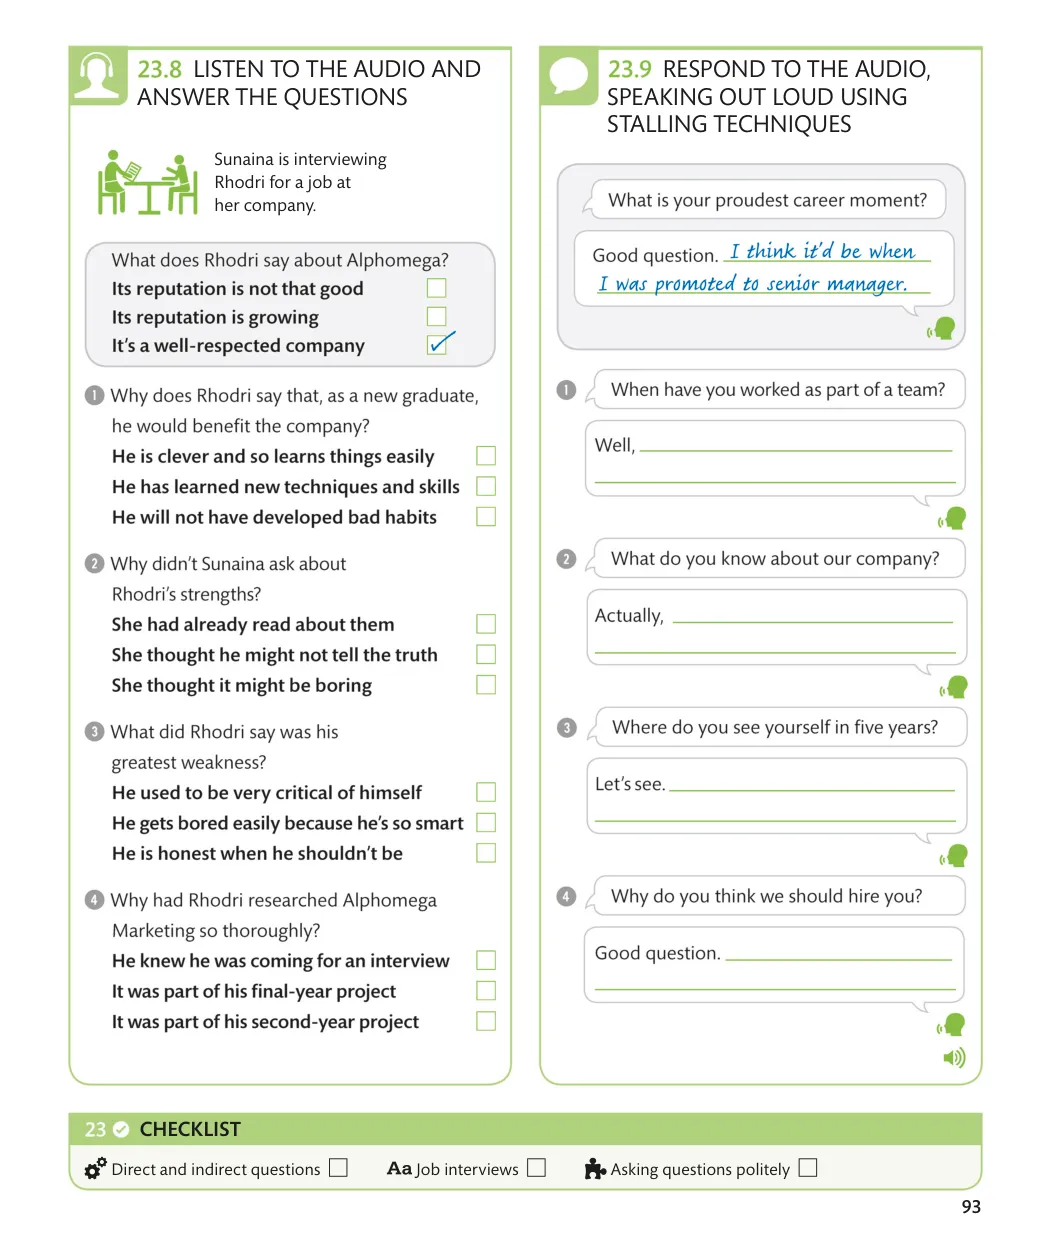 23.8 LISTEN TO THE AUDIO AND
ANSWER THE QUESTIONS
Sunaina is interviewing
Rhodri for a job at
her company.
What does Rhodri say about Alphomega?
Its reputation is not that good
Its reputation is growing
It's a well-respected company
1 Why does Rhodri say that, as a new graduate,
he would benefit the company?
He is clever and so learns things easily
He has learned new techniques and skills
He will not have developed bad habits
2 Why didn't Sunaina ask about
Rhodri's strengths?
She had already read about them
She thought he might not tell the truth
She thought it might be boring
3 What did Rhodri say was his
greatest weakness?
He used to be very critical of himself
He gets bored easily because he's so smart
He is honest when he shouldn't be
4 Why had Rhodri researched Alphomega
Marketing so thoroughly?
He knew he was coming for an interview
It was part of his final-year project
It was part of his second-year project
23.9 RESPOND TO THE AUDIO,
SPEAKING OUT LOUD USING
STALLING TECHNIQUES
What is your proudest career moment?
Good question. I think it'd be when
I was promoted to senior manager.
1 When have you worked as part of a team?
Well,
2 What do you know about our company?
Actually,
3 Where do you see yourself in five years?
Let's see.
4 Why do you think we should hire you?
Good question.
23 CHECKLIST
Direct and indirect questions
Aa Job interviews
Asking questions politely
93